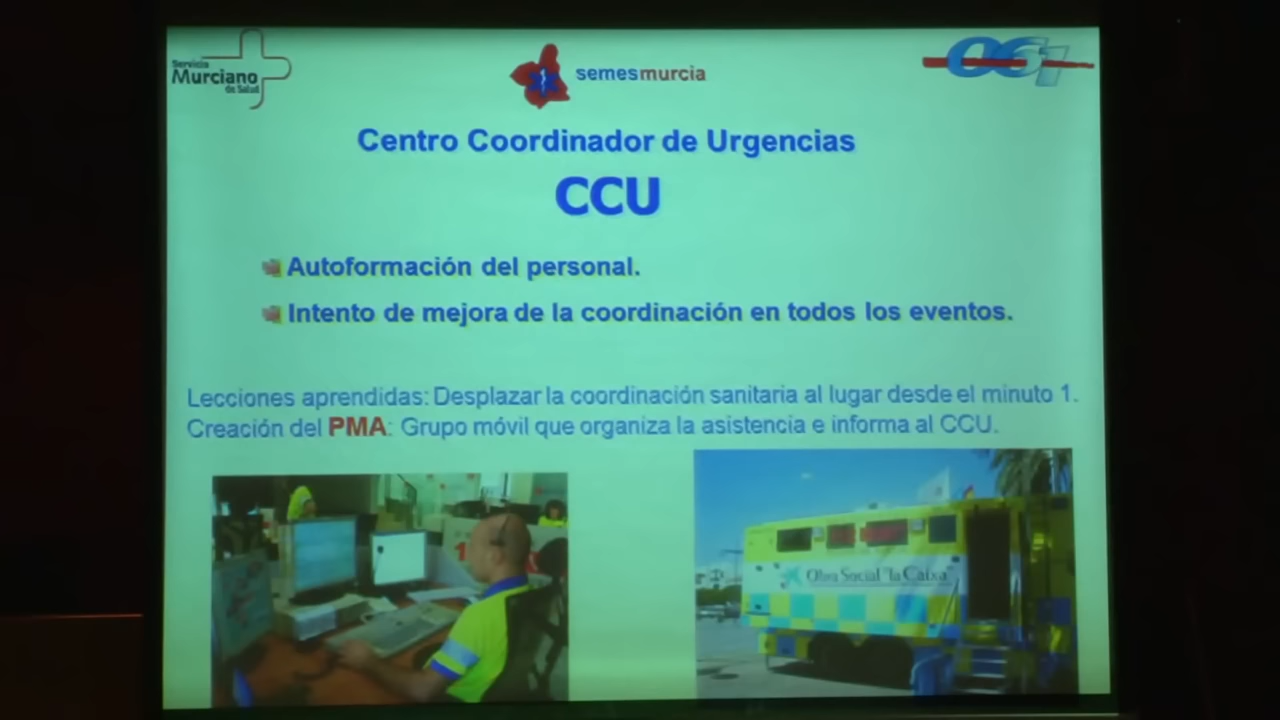 Servicio
Murciano
de Salud
semesmurcia
061
Centro Coordinador de Urgencias
CCU
Autoformación del personal.
Intento de mejora de la coordinación en todos los eventos.
Lecciones aprendidas: Desplazar la coordinación sanitaria al lugar desde el minuto 1.
Creación del PMA: Grupo móvil que organiza la asistencia e informa al CCU.
Obra Social "la Caixa"